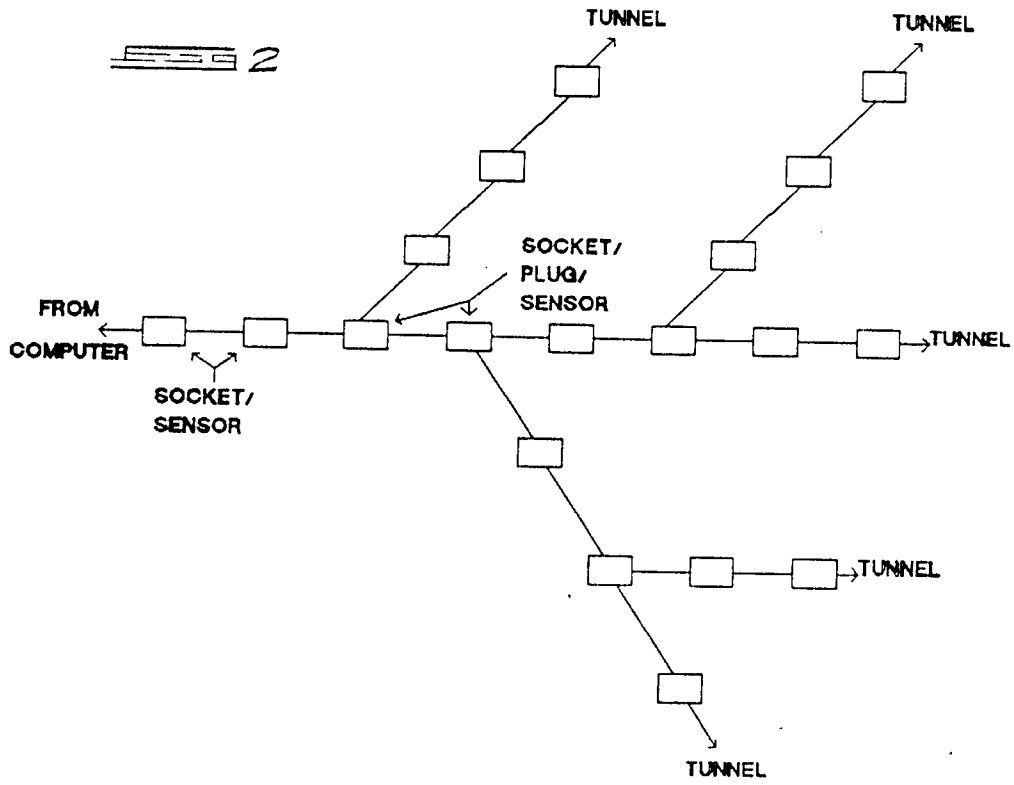 TUNNEL
TUNNEL
2
SOCKET/
PLUG/
SENSOR
FROM
COMPUTER
TUNNEL
SOCKET/
SENSOR
TUNNEL
TUNNEL